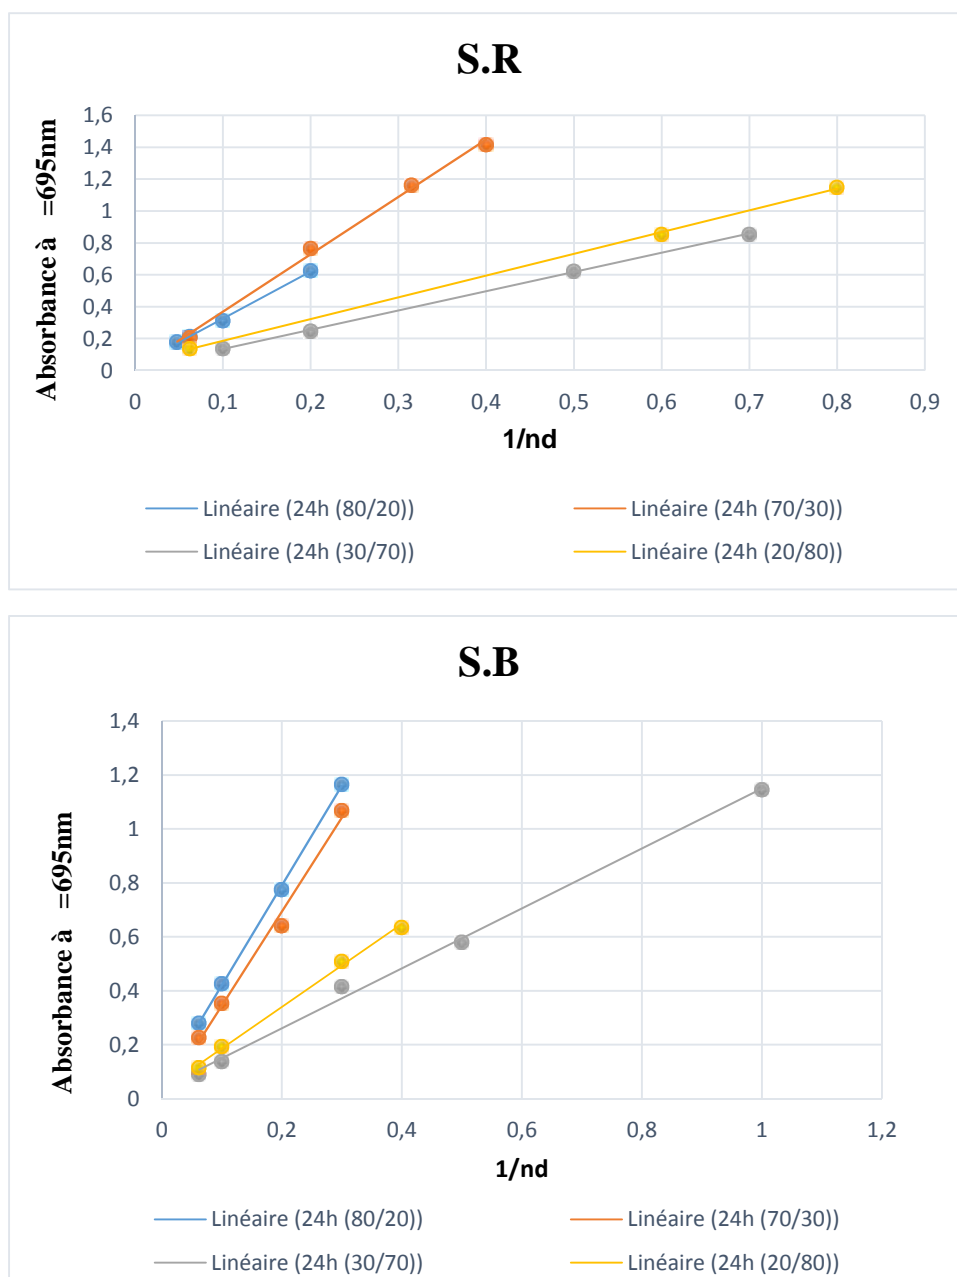 S.R
Absorbance à =695nm
1,6
1,4
1,2
1
0,8
0,6
0,4
0,2
0
0 0,1 0,2 0,3 0,4 0,5 0,6 0,7 0,8 0,9
1/nd
Linéaire (24h (80/20)) Linéaire (24h (70/30))
Linéaire (24h (30/70)) Linéaire (24h (20/80))
S.B
Absorbance à =695nm
1,4
1,2
1
0,8
0,6
0,4
0,2
0
0 0,2 0,4 0,6 0,8 1 1,2
1/nd
Linéaire (24h (80/20)) Linéaire (24h (70/30))
Linéaire (24h (30/70)) Linéaire (24h (20/80))